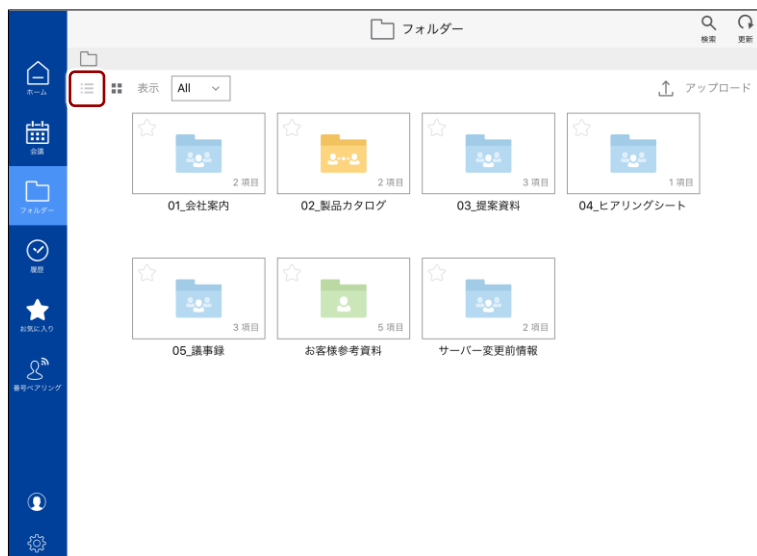 フォルダー
検索
更新
ホーム
会議
フォルダー
履歴
お気に入り
番号ペアリング
表示
All
アップロード
2 項目
2 項目
3 項目
1 項目
01_会社案内
02_製品カタログ
03_提案資料
04_ヒアリングシート
3 項目
5 項目
2 項目
05_議事録
お客様参考資料
サーバー変更前情報